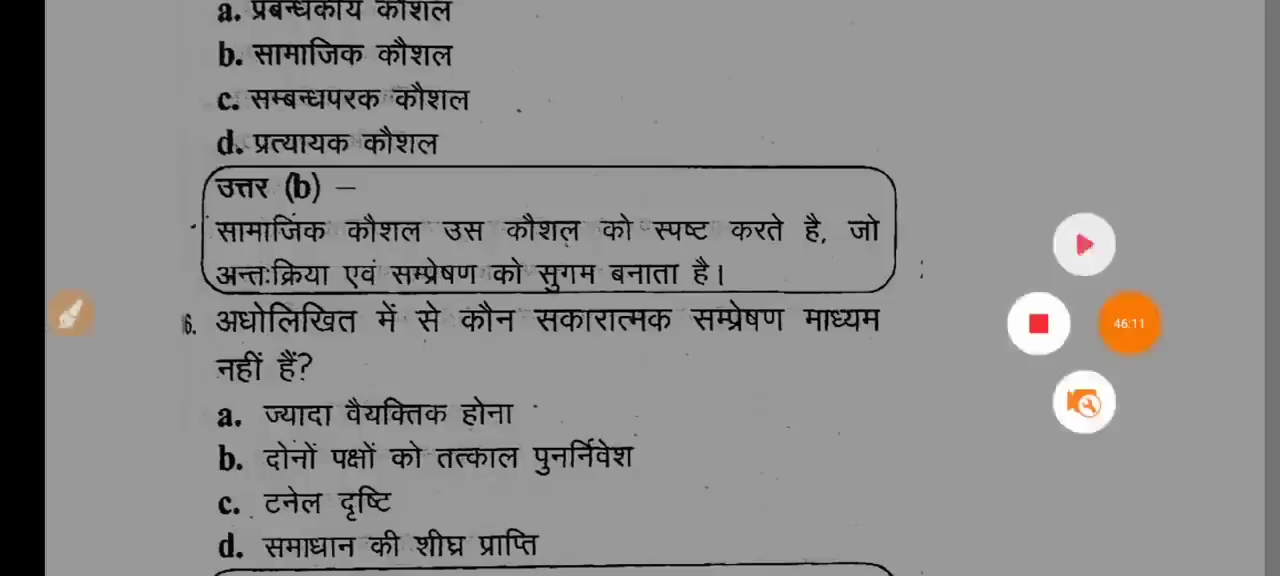 a. प्रबन्धकीय कौशल
b. सामाजिक कौशल
c. सम्बन्धपरक कौशल
d. प्रत्यायक कौशल
उत्तर (b) –
सामाजिक कौशल उस कौशल को स्पष्ट करते है, जो
अन्तःक्रिया एवं सम्प्रेषण को सुगम बनाता है।
6. अधोलिखित में से कौन सकारात्मक सम्प्रेषण माध्यम
नहीं हैं?
a. ज्यादा वैयक्तिक होना
b. दोनों पक्षों को तत्काल पुनर्निवेश
c. टनेल दृष्टि
d. समाधान की शीघ्र प्राप्ति
46:11